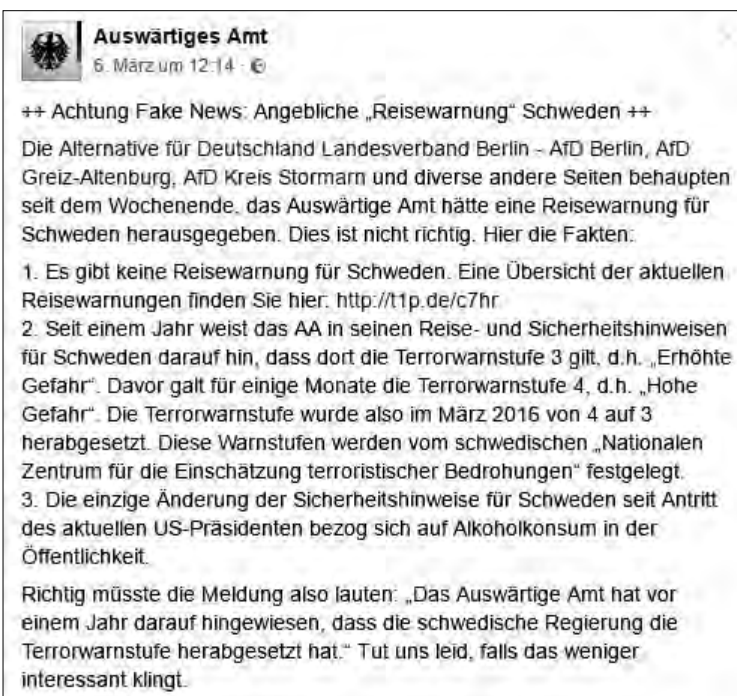 Auswärtiges Amt
6. März um 12:14 ·
++ Achtung Fake News: Angebliche „Reisewarnung“ Schweden ++
Die Alternative für Deutschland Landesverband Berlin - AfD Berlin, AfD
Greiz-Altenburg, AfD Kreis Stormarn und diverse andere Seiten behaupten
seit dem Wochenende, das Auswärtige Amt hätte eine Reisewarnung für
Schweden herausgegeben. Dies ist nicht richtig. Hier die Fakten:
1. Es gibt keine Reisewarnung für Schweden. Eine Übersicht der aktuellen
Reisewarnungen finden Sie hier: http://t1p.de/c7hr
2. Seit einem Jahr weist das AA in seinen Reise- und Sicherheitshinweisen
für Schweden darauf hin, dass dort die Terrorwarnstufe 3 gilt, d.h. „Erhöhte
Gefahr“. Davor galt für einige Monate die Terrorwarnstufe 4, d.h. „Hohe
Gefahr“. Die Terrorwarnstufe wurde also im März 2016 von 4 auf 3
herabgesetzt. Diese Warnstufen werden vom schwedischen „Nationalen
Zentrum für die Einschätzung terroristischer Bedrohungen“ festgelegt.
3. Die einzige Änderung der Sicherheitshinweise für Schweden seit Antritt
des aktuellen US-Präsidenten bezog sich auf Alkoholkonsum in der
Öffentlichkeit.
Richtig müsste die Meldung also lauten: „Das Auswärtige Amt hat vor
einem Jahr darauf hingewiesen, dass die schwedische Regierung die
Terrorwarnstufe herabgesetzt hat.“ Tut uns leid, falls das weniger
interessant klingt.